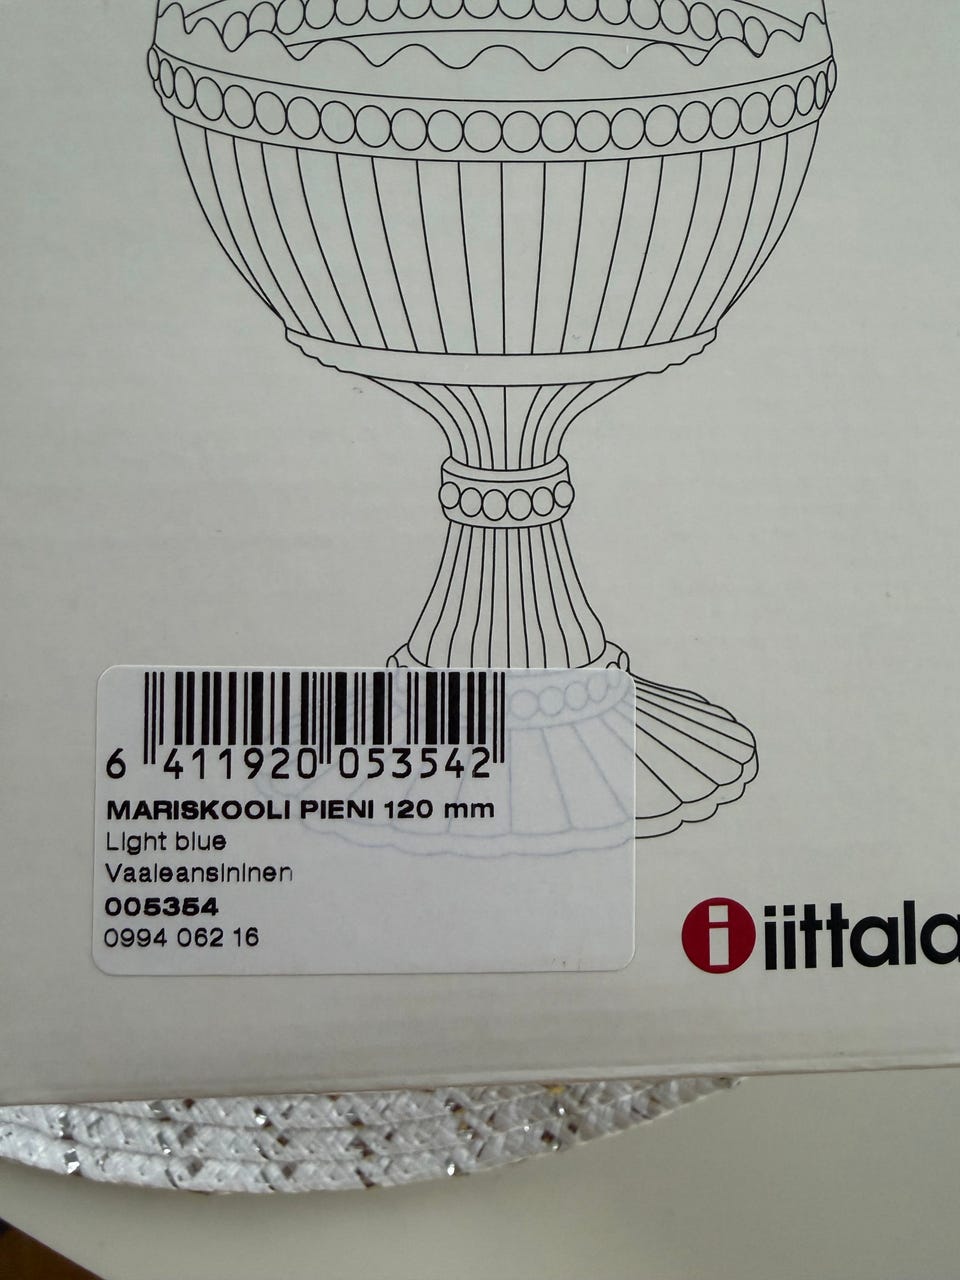 6 411920 053542
MARISKOOLI PIENI 120 mm
Light blue
Vaaleansininen
005354
0994 062 16
i iittala